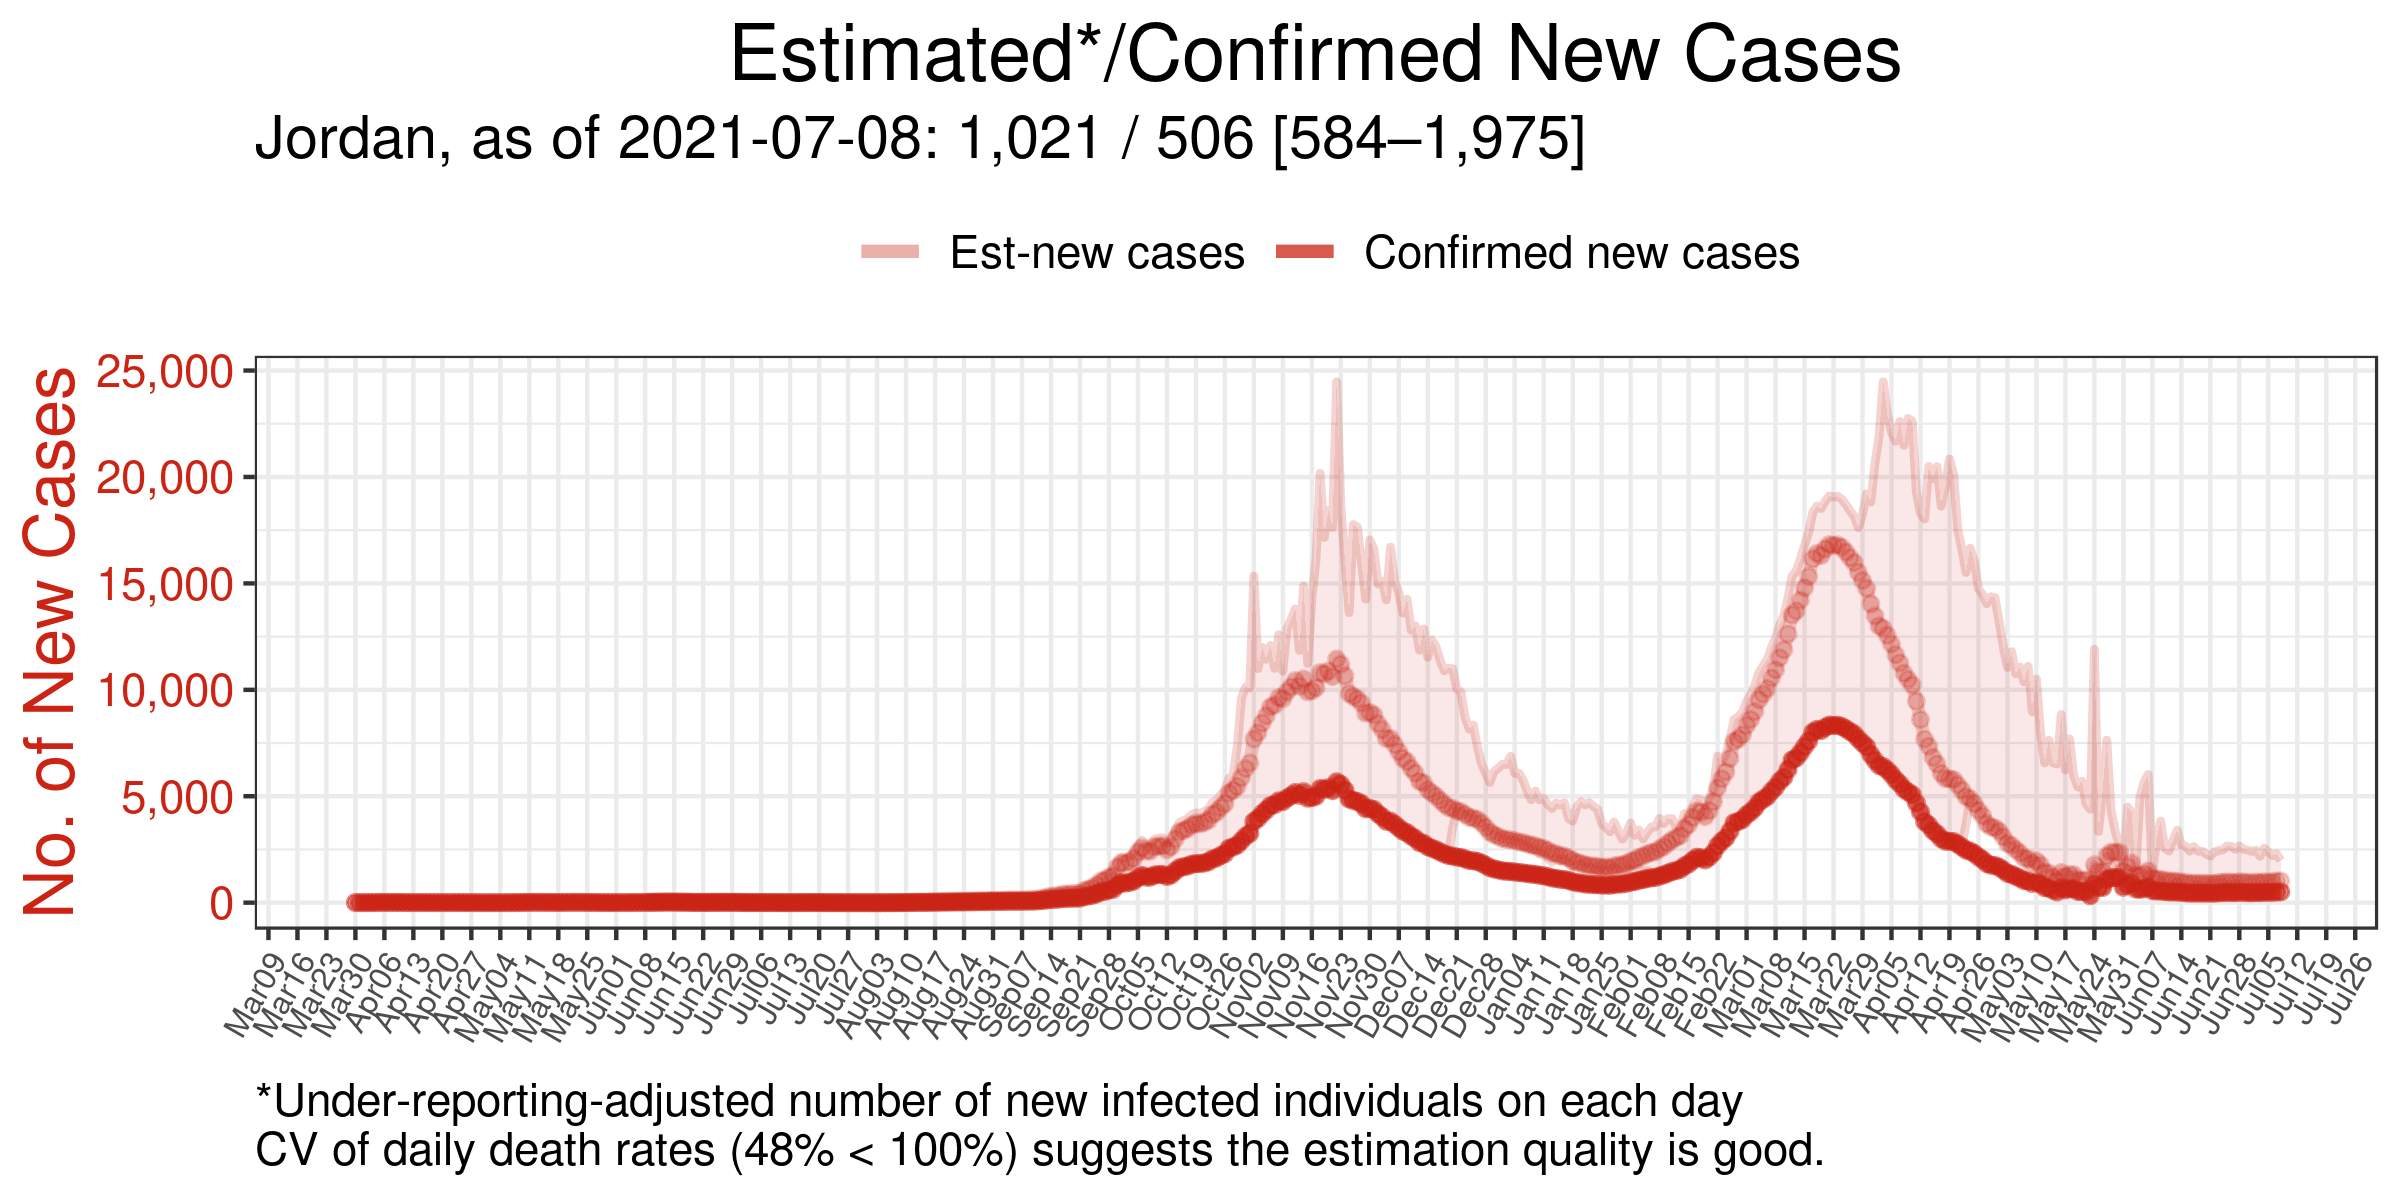 Estimated*/Confirmed New Cases
Jordan, as of 2021-07-08: 1,021 / 506 [584–1,975]
Est-new cases Confirmed new cases
No. of New Cases
25,000
20,000
15,000
10,000
5,000
0
Mar09 Mar16 Mar23 Mar30 Apr06 Apr13 Apr20 Apr27 May04 May11 May18 May25 Jun01 Jun08 Jun15 Jun22 Jun29 Jul06 Jul13 Jul20 Jul27 Aug03 Aug10 Aug17 Aug24 Aug31 Sep07 Sep14 Sep21 Sep28 Oct05 Oct12 Oct19 Oct26 Nov02 Nov09 Nov16 Nov23 Nov30 Dec07 Dec14 Dec21 Dec28 Jan04 Jan11 Jan18 Jan25 Feb01 Feb08 Feb15 Feb22 Mar01 Mar08 Mar15 Mar22 Mar29 Apr05 Apr12 Apr19 Apr26 May03 May10 May17 May24 May31 Jun07 Jun14 Jun21 Jun28 Jul05 Jul12 Jul19 Jul26
*Under-reporting-adjusted number of new infected individuals on each day
CV of daily death rates (48% < 100%) suggests the estimation quality is good.